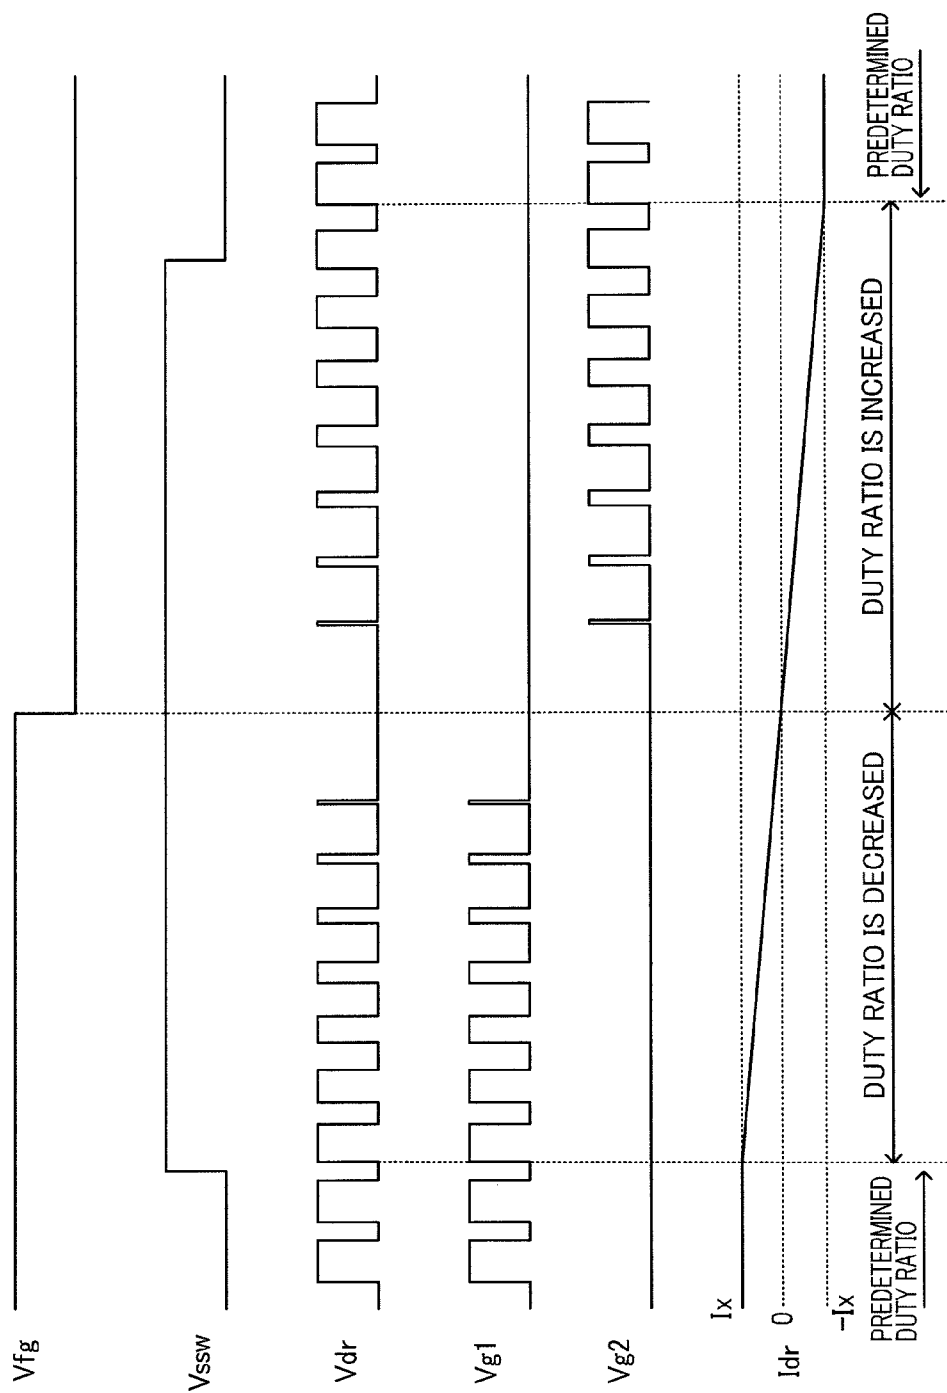 Vfg
Vssw
Vdr
Vg1
Vg2
Ix
Idr 0
-Ix
PREDETERMINED
DUTY RATIO
DUTY RATIO IS DECREASED
DUTY RATIO IS INCREASED
PREDETERMINED
DUTY RATIO